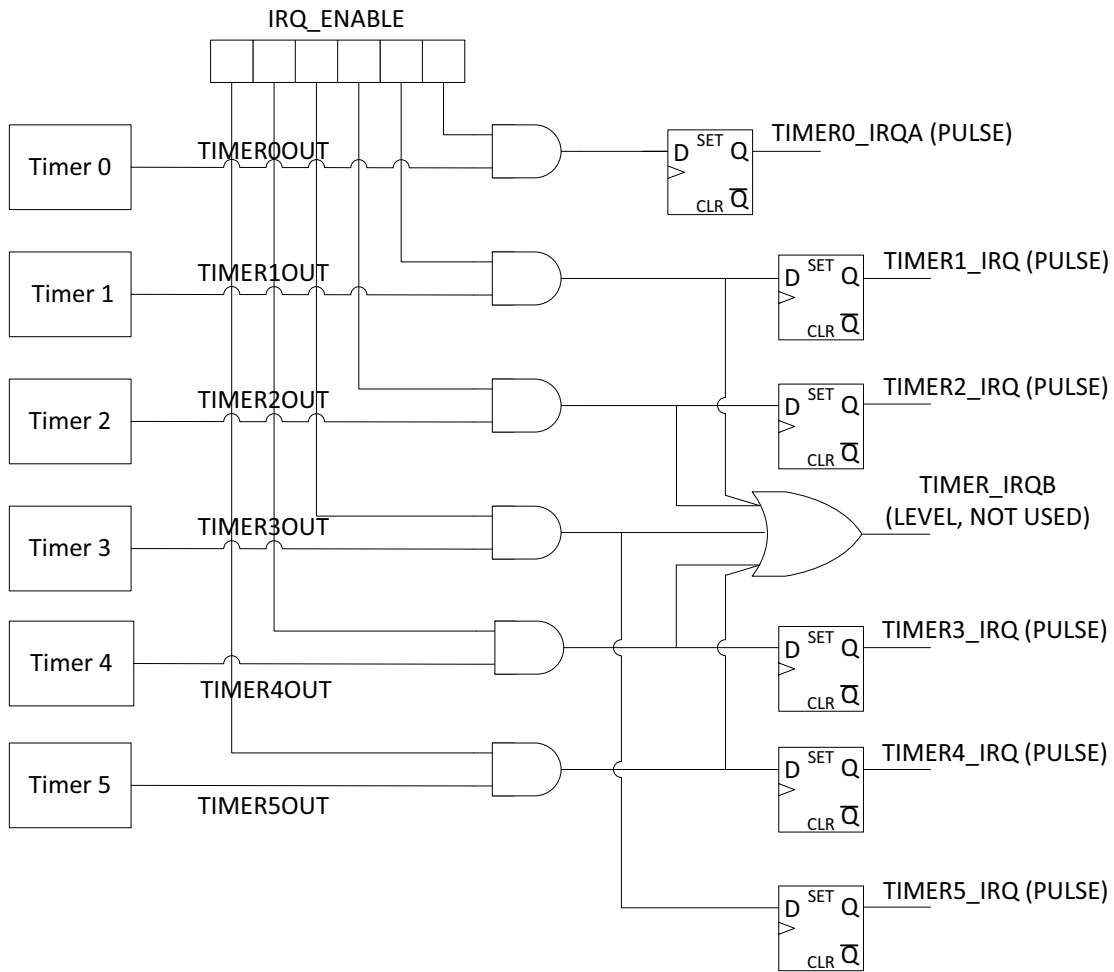 IRQ_ENABLE
Timer 0
TIMER0OUT
D SET Q
CLR Q
TIMER0_IRQA (PULSE)
Timer 1
TIMER1OUT
D SET Q
CLR Q
TIMER1_IRQ (PULSE)
Timer 2
TIMER2OUT
D SET Q
CLR Q
TIMER2_IRQ (PULSE)
TIMER_IRQB
(LEVEL, NOT USED)
Timer 3
TIMER3OUT
Timer 4
TIMER4OUT
D SET Q
CLR Q
TIMER3_IRQ (PULSE)
Timer 5
TIMER5OUT
D SET Q
CLR Q
TIMER4_IRQ (PULSE)
D SET Q
CLR Q
TIMER5_IRQ (PULSE)